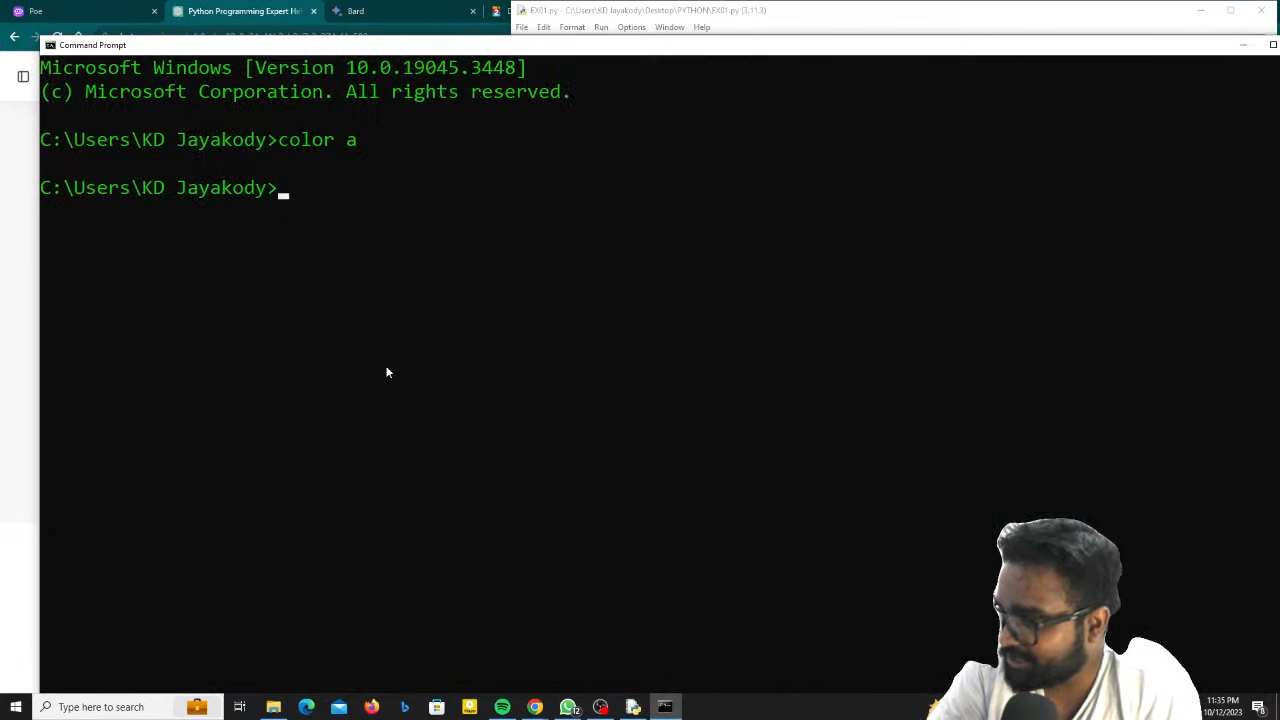 Poe
Python Programming Expert He
Bard
EX01.py - C:\Users\KD Jayakody\Desktop\PYTHON\EX01.py (3.11.3)
File Edit Format Run Options Window Help
Command Prompt
Microsoft Windows [Version 10.0.19045.3448]
(c) Microsoft Corporation. All rights reserved.
C:\Users\KD Jayakody>color a
C:\Users\KD Jayakody>
Type here to search
11:35 PM
10/12/2023